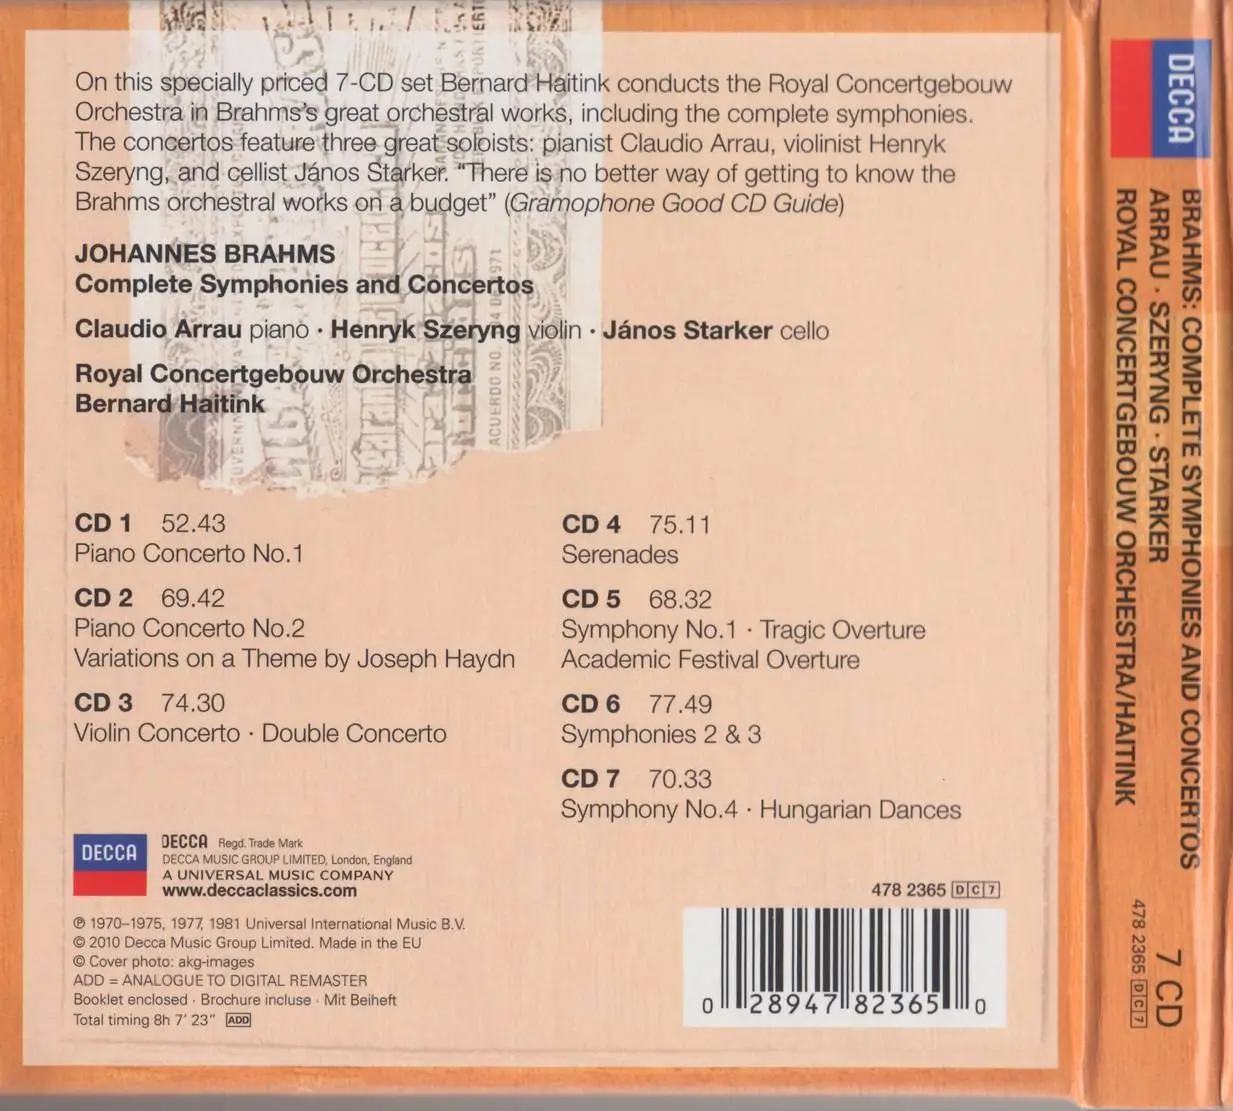 On this specially priced 7-CD set Bernard Haitink conducts the Royal Concertgebouw
Orchestra in Brahms's great orchestral works, including the complete symphonies.
The concertos feature three great soloists: pianist Claudio Arrau, violinist Henryk
Szeryng, and cellist János Starker. “There is no better way of getting to know the
Brahms orchestral works on a budget” (Gramophone Good CD Guide)
JOHANNES BRAHMS
Complete Symphonies and Concertos
Claudio Arrau piano · Henryk Szeryng violin · János Starker cello
Royal Concertgebouw Orchestra
Bernard Haitink
ACUERDO NO.
CD 1 52.43
Piano Concerto No.1
CD 2 69.42
Piano Concerto No.2
Variations on a Theme by Joseph Haydn
CD 3 74.30
Violin Concerto · Double Concerto
CD 4 75.11
Serenades
CD 5 68.32
Symphony No.1 · Tragic Overture
Academic Festival Overture
CD 6 77.49
Symphonies 2 & 3
CD 7 70.33
Symphony No.4 · Hungarian Dances
DECCA
DECCA Regd. Trade Mark
DECCA MUSIC GROUP LIMITED, London, England
A UNIVERSAL MUSIC COMPANY
www.deccaclassics.com
℗ 1970–1975, 1977, 1981 Universal International Music B.V.
© 2010 Decca Music Group Limited. Made in the EU
© Cover photo: akg-images
ADD = ANALOGUE TO DIGITAL REMASTER
Booklet enclosed · Brochure incluse · Mit Beiheft
Total timing 8h 7' 23" ADD
478 2365 D C 7
0 28947 82365 0
DECCA
BRAHMS: COMPLETE SYMPHONIES AND CONCERTOS
ARRAU · SZERYNG · STARKER
ROYAL CONCERTGEBOUW ORCHESTRA/HAITINK
7 CD
478 2365 D C 7